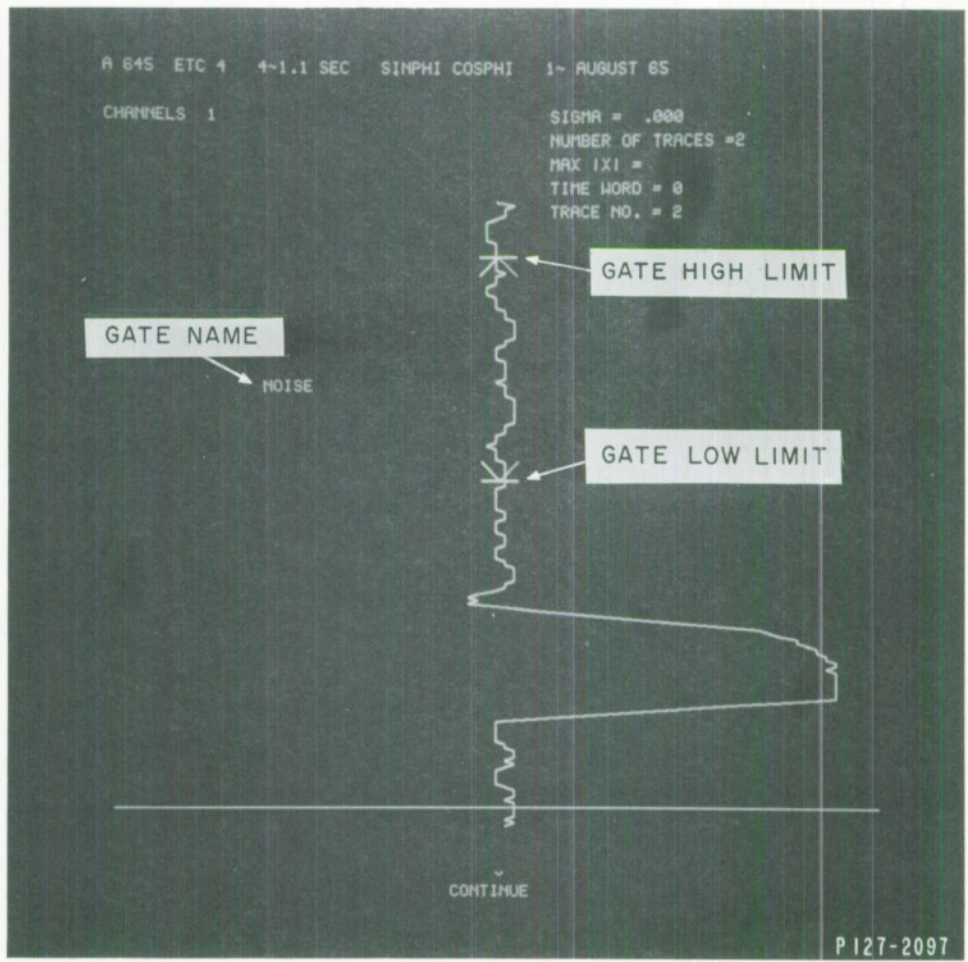 A 645 ETC 4 4~1.1 SEC SINPHI COSPHI 1~ AUGUST 65
CHANNELS 1
SIGMA = .000
NUMBER OF TRACES =2
MAX IXI =
TIME WORD = 0
TRACE NO. = 2
GATE HIGH LIMIT
GATE NAME
NOISE
GATE LOW LIMIT
CONTINUE
P127-2097